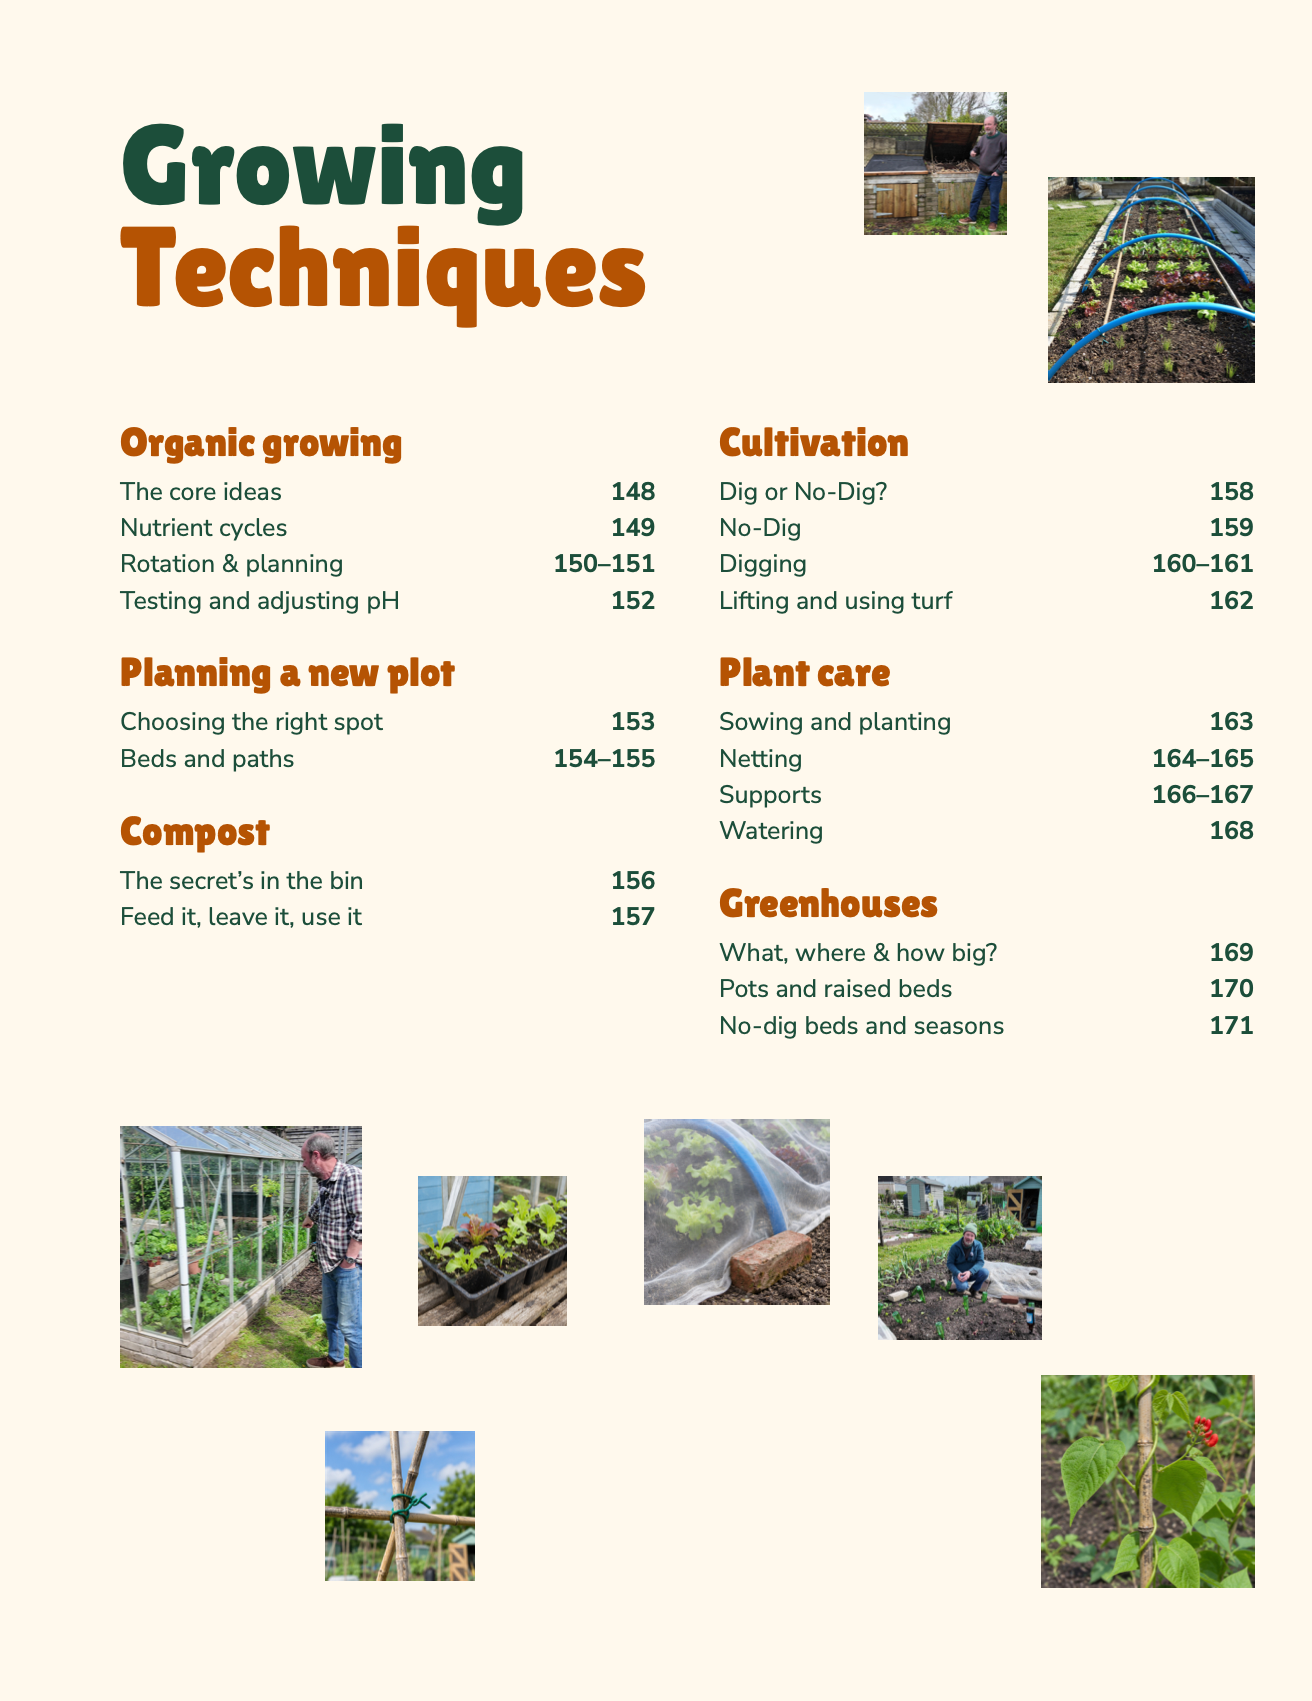 Growing
Techniques
Organic growing
The core ideas 148
Nutrient cycles 149
Rotation & planning 150–151
Testing and adjusting pH 152
Planning a new plot
Choosing the right spot 153
Beds and paths 154–155
Compost
The secret’s in the bin 156
Feed it, leave it, use it 157
Cultivation
Dig or No-Dig? 158
No-Dig 159
Digging 160–161
Lifting and using turf 162
Plant care
Sowing and planting 163
Netting 164–165
Supports 166–167
Watering 168
Greenhouses
What, where & how big? 169
Pots and raised beds 170
No-dig beds and seasons 171